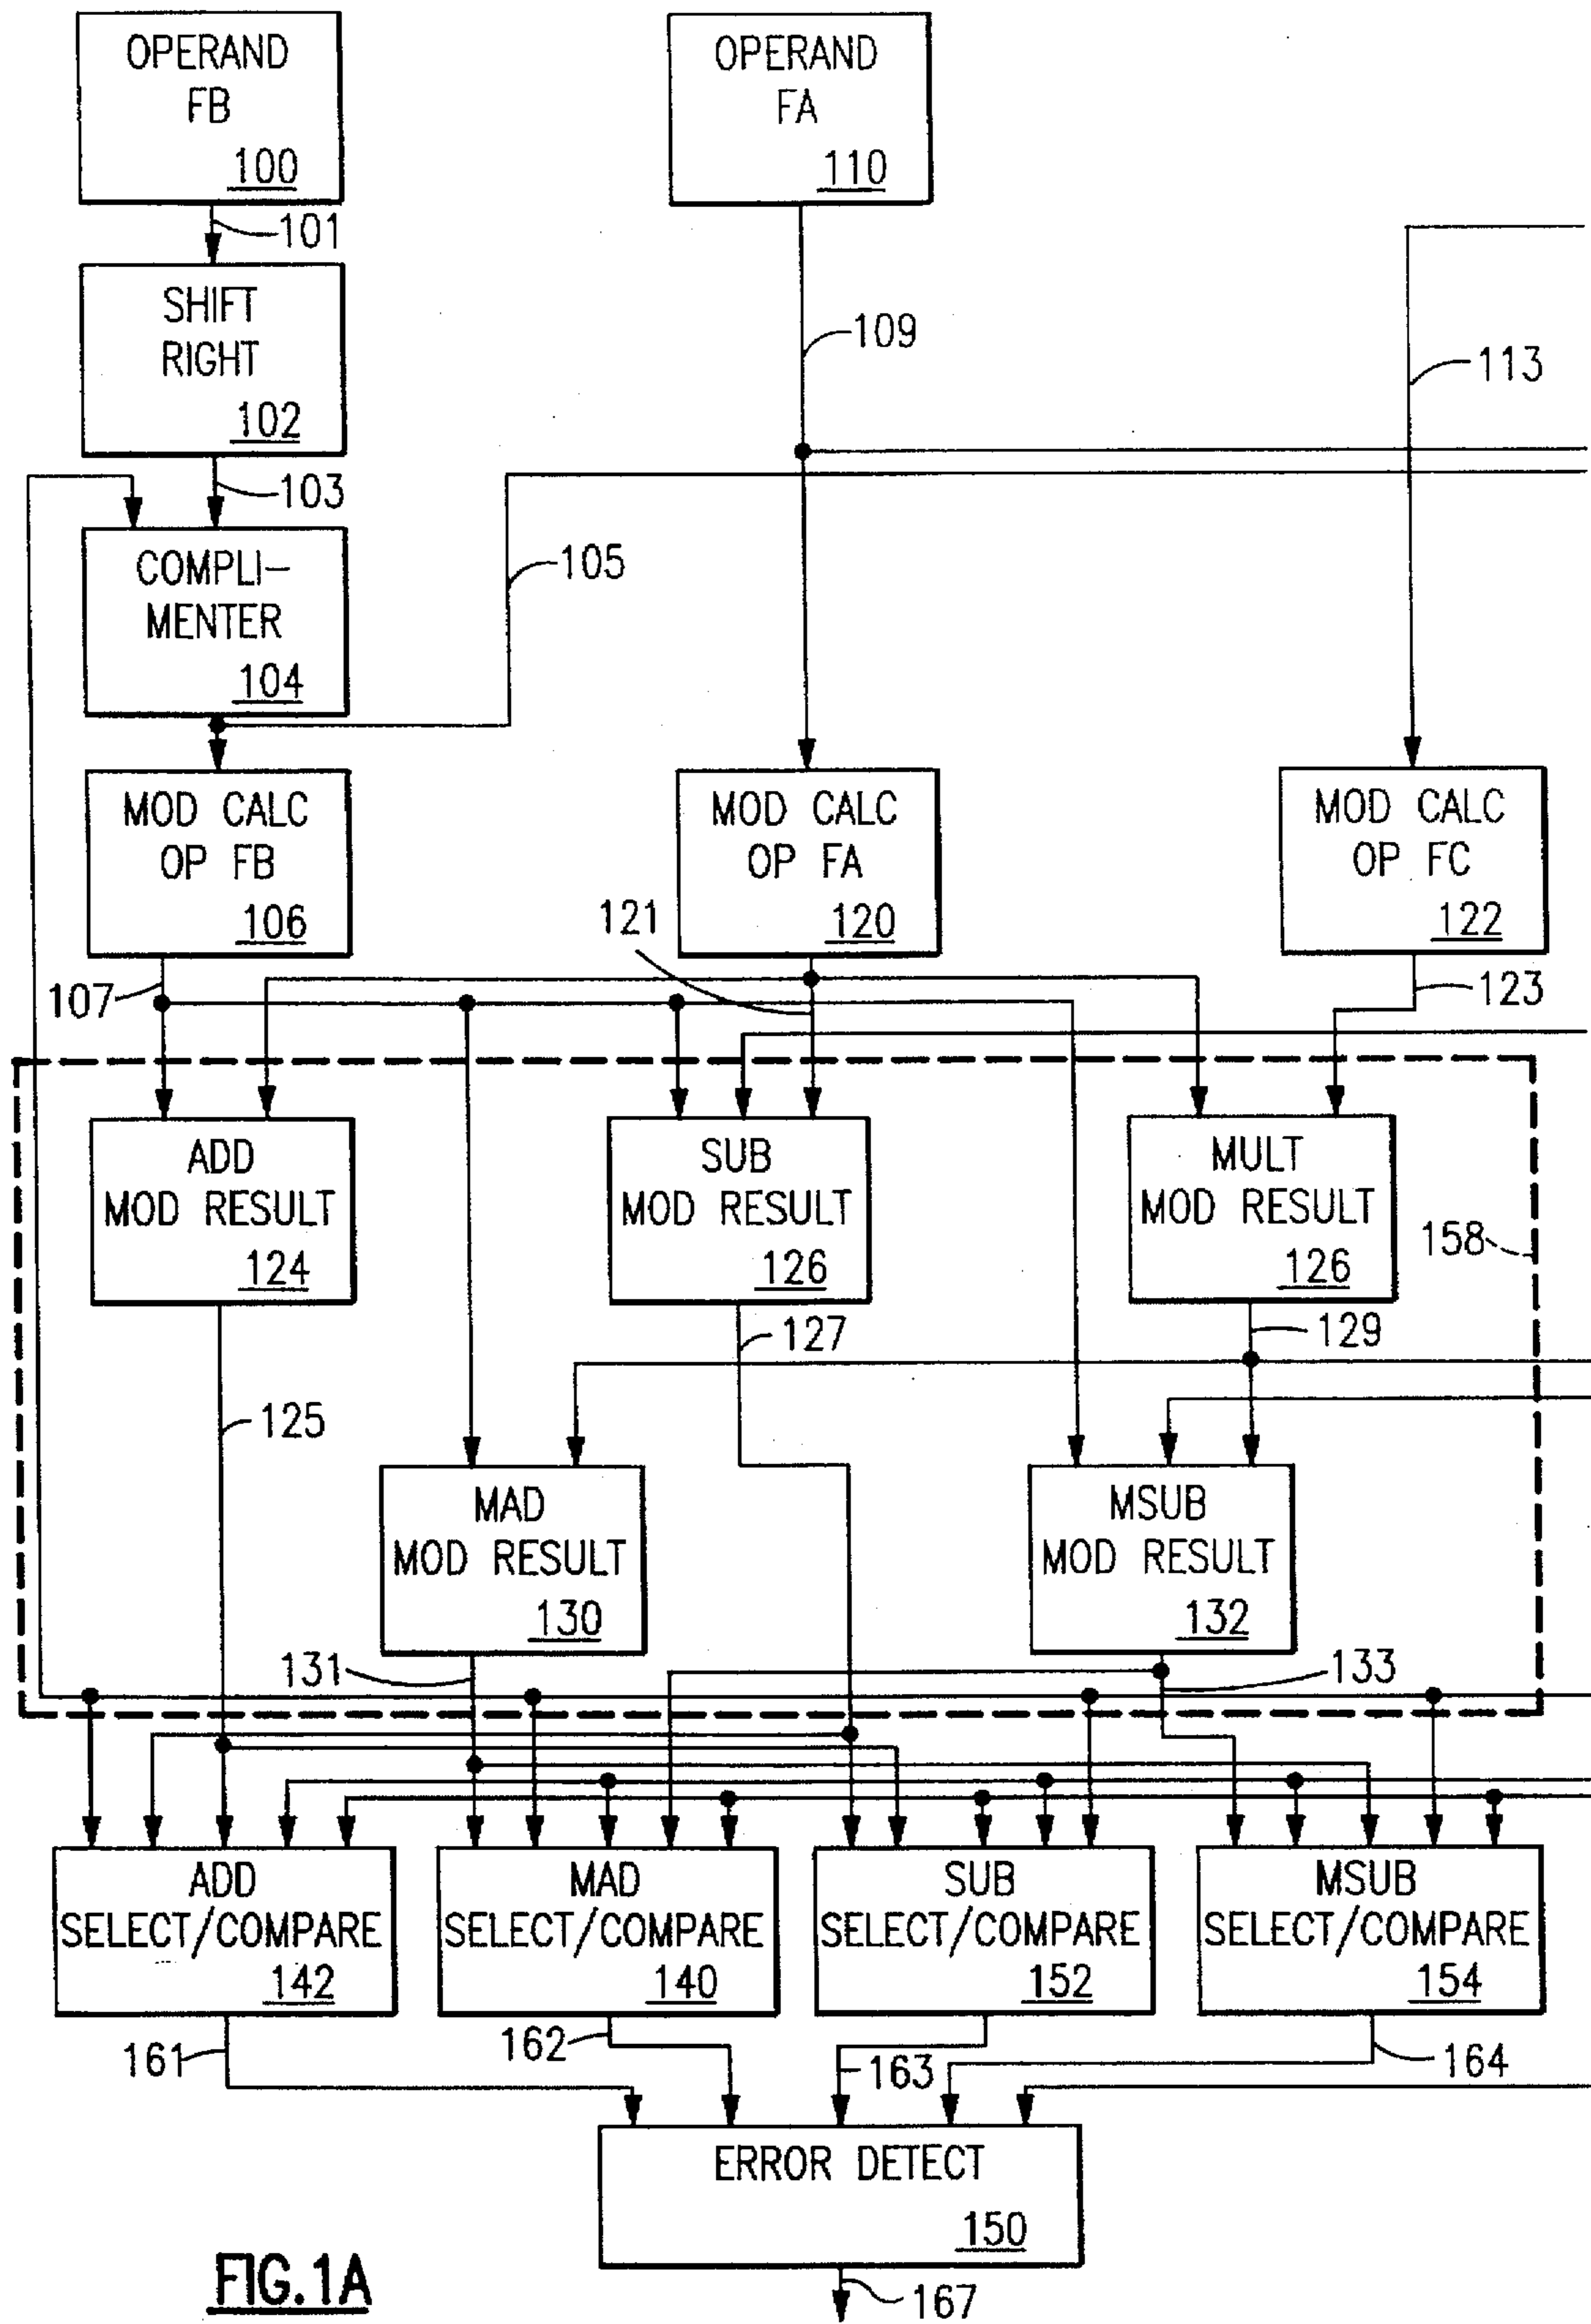 OPERAND
FB
100
OPERAND
FA
110
101
SHIFT
RIGHT
102
109
113
103
COMPLI-
MENTER
104
105
MOD CALC
OP FB
106
MOD CALC
OP FA
120
MOD CALC
OP FC
122
121
107
123
ADD
MOD RESULT
124
SUB
MOD RESULT
126
MULT
MOD RESULT
126
158
127
129
125
MAD
MOD RESULT
130
MSUB
MOD RESULT
132
131
133
ADD
SELECT/COMPARE
142
MAD
SELECT/COMPARE
140
SUB
SELECT/COMPARE
152
MSUB
SELECT/COMPARE
154
161
162
163
164
ERROR DETECT
150
167
FIG.1A